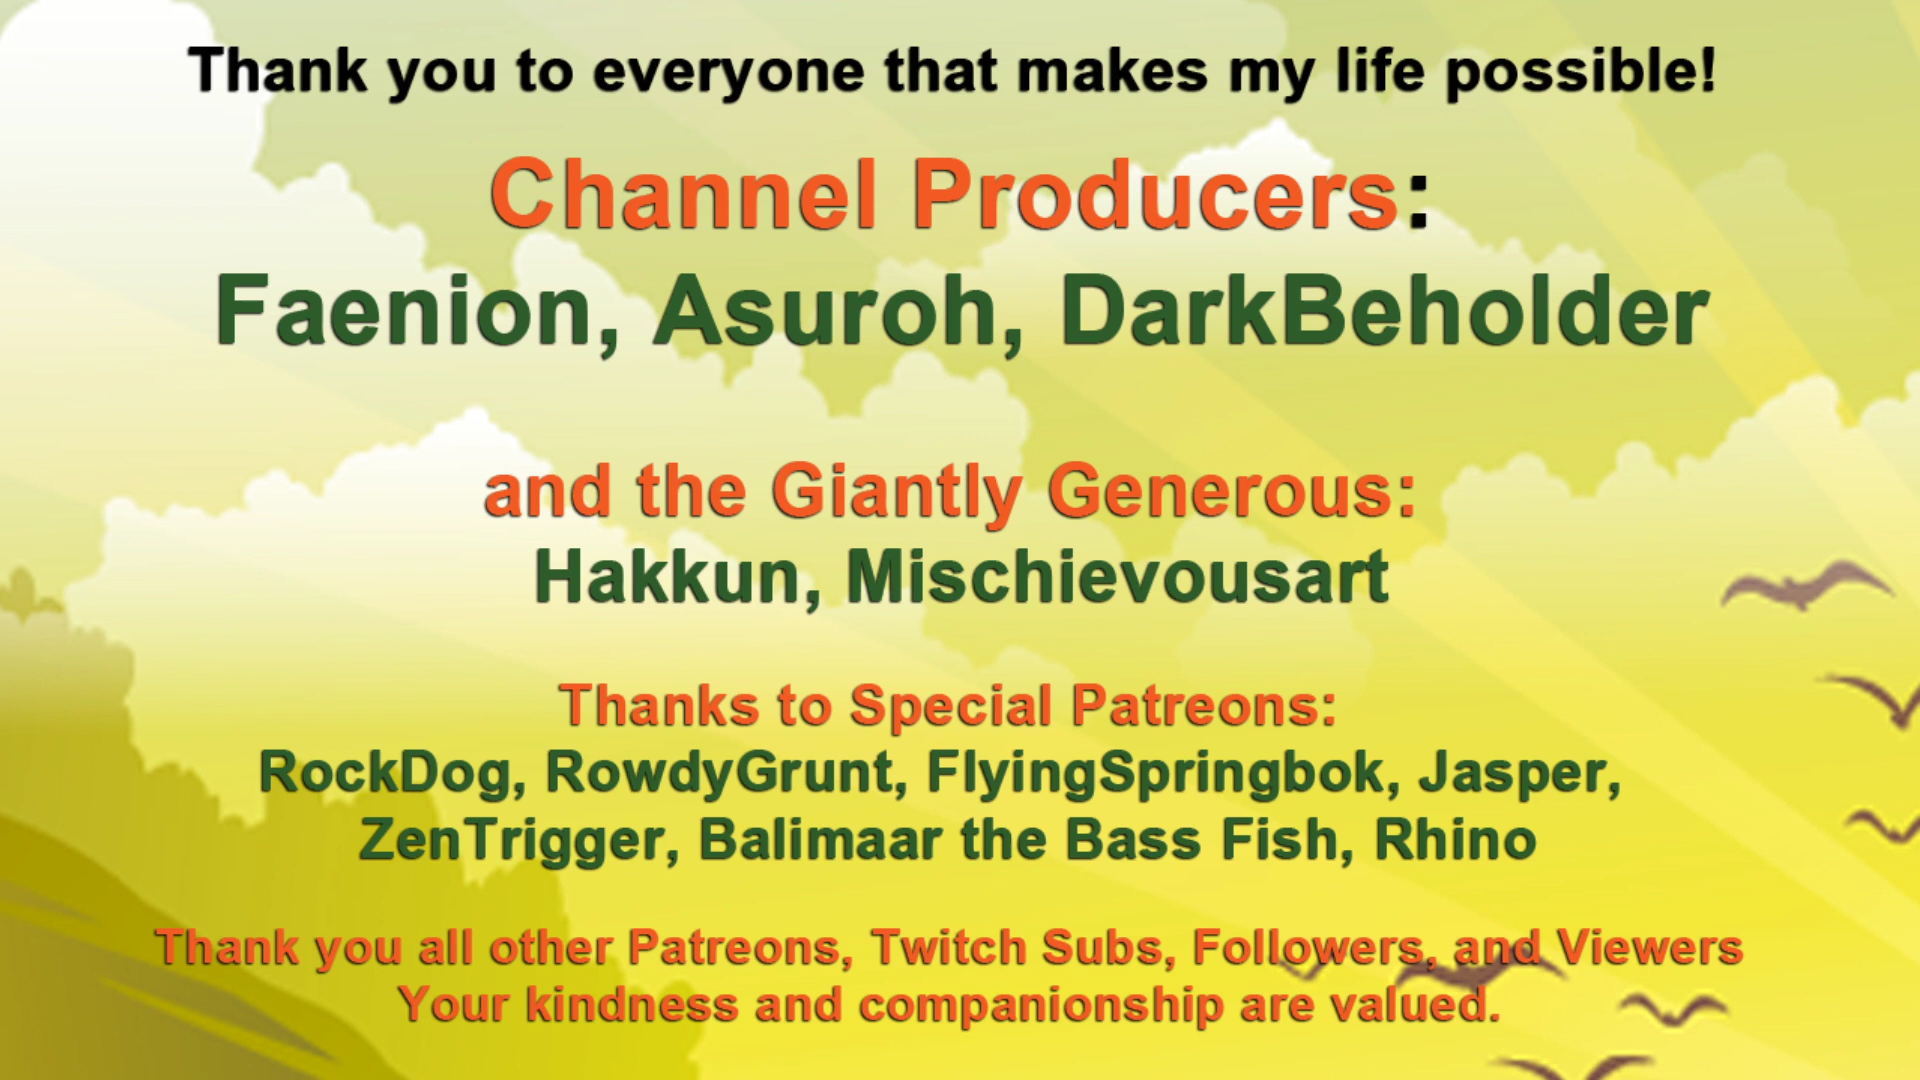 Thank you to everyone that makes my life possible!
Channel Producers:
Faenion, Asuroh, DarkBeholder
and the Giantly Generous:
Hakkun, Mischievousart
Thanks to Special Patreons:
RockDog, RowdyGrunt, FlyingSpringbok, Jasper,
ZenTrigger, Balimaar the Bass Fish, Rhino
Thank you all other Patreons, Twitch Subs, Followers, and Viewers
Your kindness and companionship are valued.